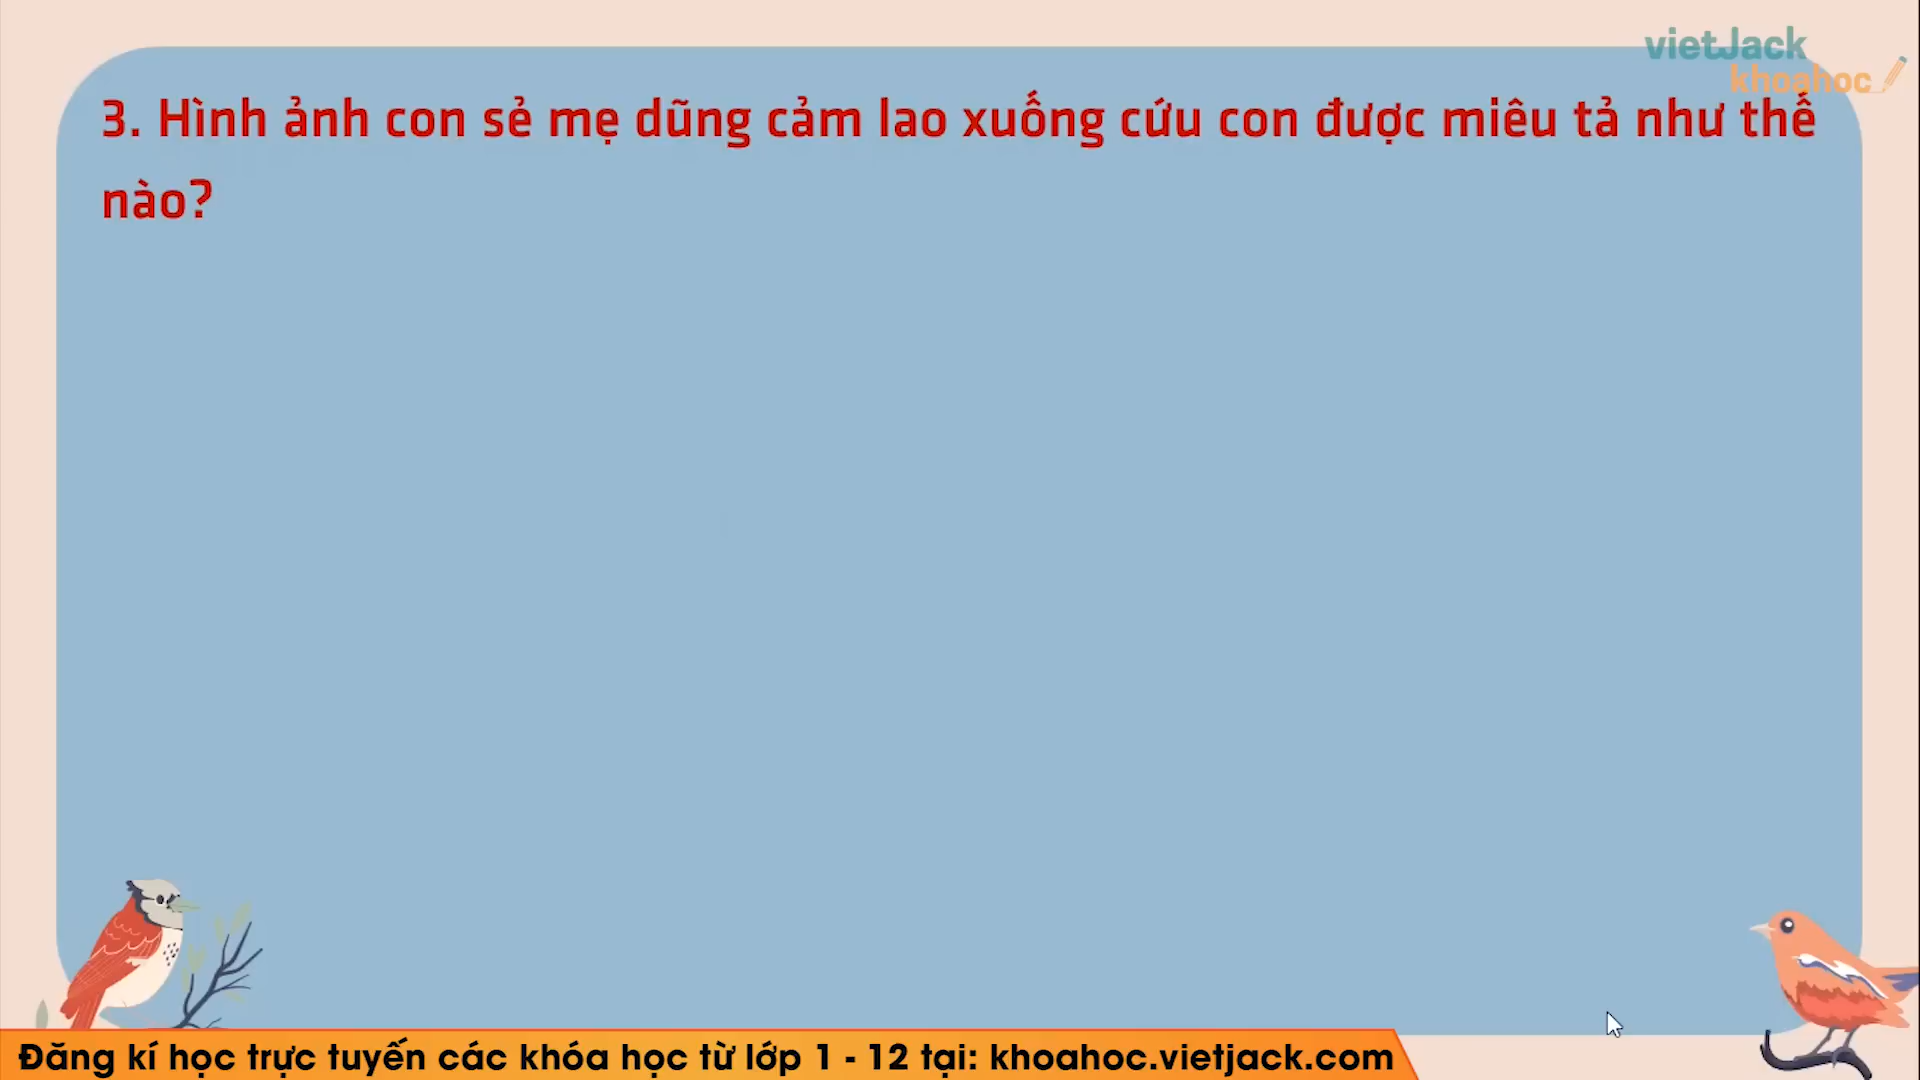 vietJack
khoahoc
3. Hình ảnh con sẻ mẹ dũng cảm lao xuống cứu con được miêu tả như thế
nào?
Đăng kí học trực tuyến các khóa học từ lớp 1 - 12 tại: khoahoc.vietjack.com